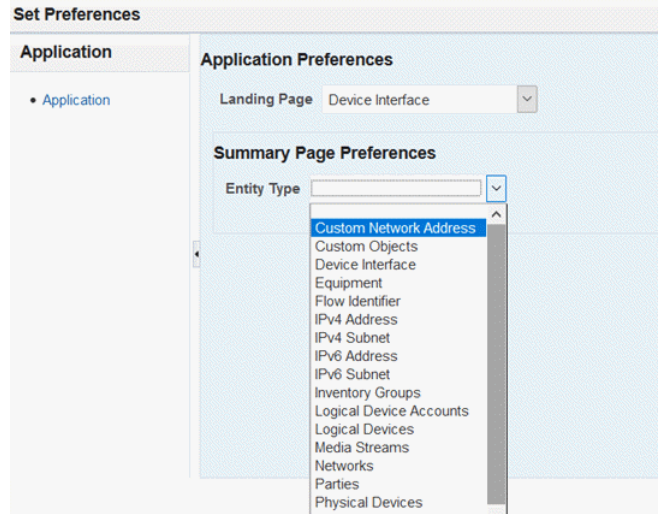 Set Preferences
Application
• Application
Application Preferences
Landing Page Device Interface
Summary Page Preferences
Entity Type
Custom Network Address
Custom Objects
Device Interface
Equipment
Flow Identifier
IPv4 Address
IPv4 Subnet
IPv6 Address
IPv6 Subnet
Inventory Groups
Logical Device Accounts
Logical Devices
Media Streams
Networks
Parties
Physical Devices